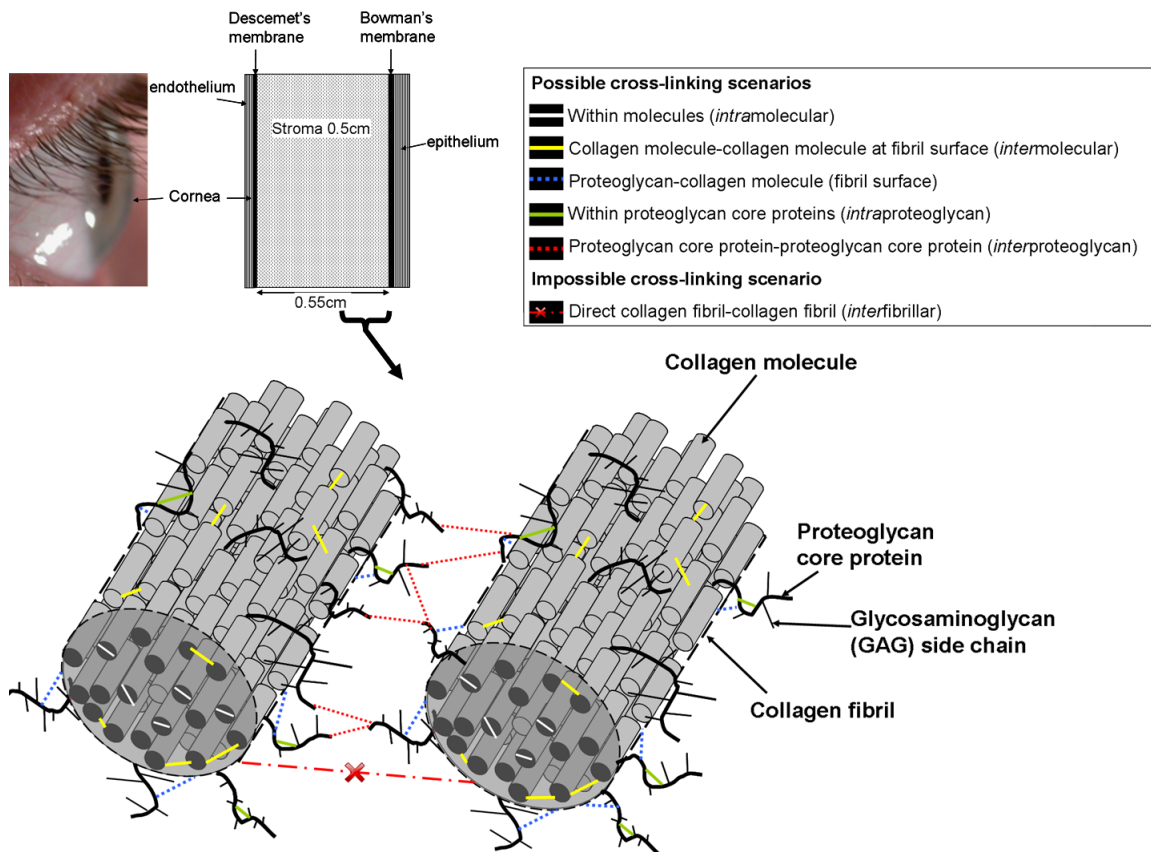 Descemet's
membrane
Bowman's
membrane
endothelium
Stroma 0.5cm
epithelium
Cornea
0.55cm
Possible cross-linking scenarios
Within molecules (intramolecular)
Collagen molecule-collagen molecule at fibril surface (intermolecular)
Proteoglycan-collagen molecule (fibril surface)
Within proteoglycan core proteins (intraproteoglycan)
Proteoglycan core protein-proteoglycan core protein (interproteoglycan)
Impossible cross-linking scenario
Direct collagen fibril-collagen fibril (interfibrillar)
Collagen molecule
Proteoglycan
core protein
Glycosaminoglycan
(GAG) side chain
Collagen fibril